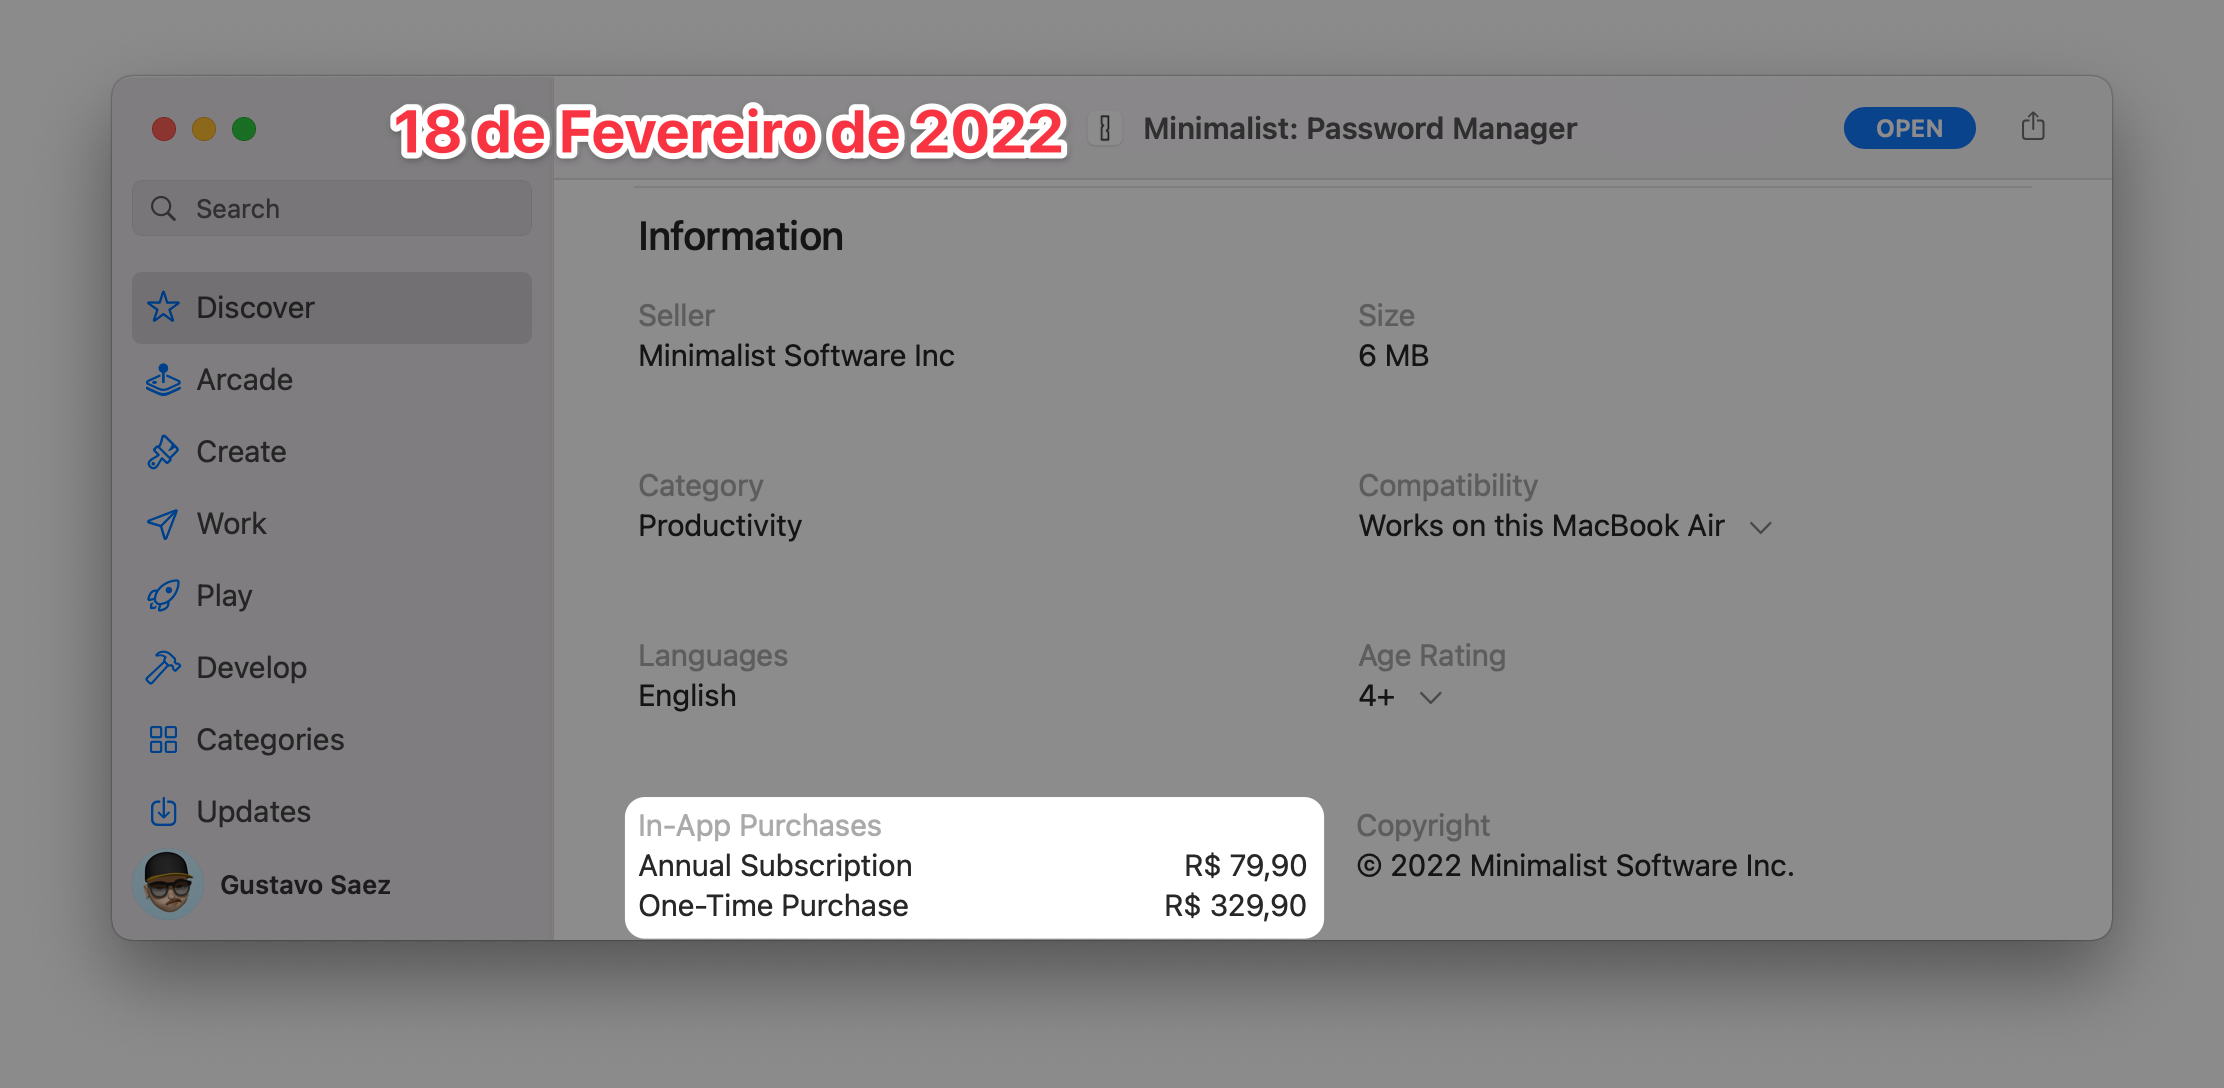 18 de Fevereiro de 2022
Minimalist: Password Manager
OPEN
Search
Discover
Arcade
Create
Work
Play
Develop
Categories
Updates
Gustavo Saez
Information
Seller
Minimalist Software Inc
Size
6 MB
Category
Productivity
Compatibility
Works on this MacBook Air
Languages
English
Age Rating
4+
In-App Purchases
Annual Subscription R$ 79,90
One-Time Purchase R$ 329,90
Copyright
© 2022 Minimalist Software Inc.